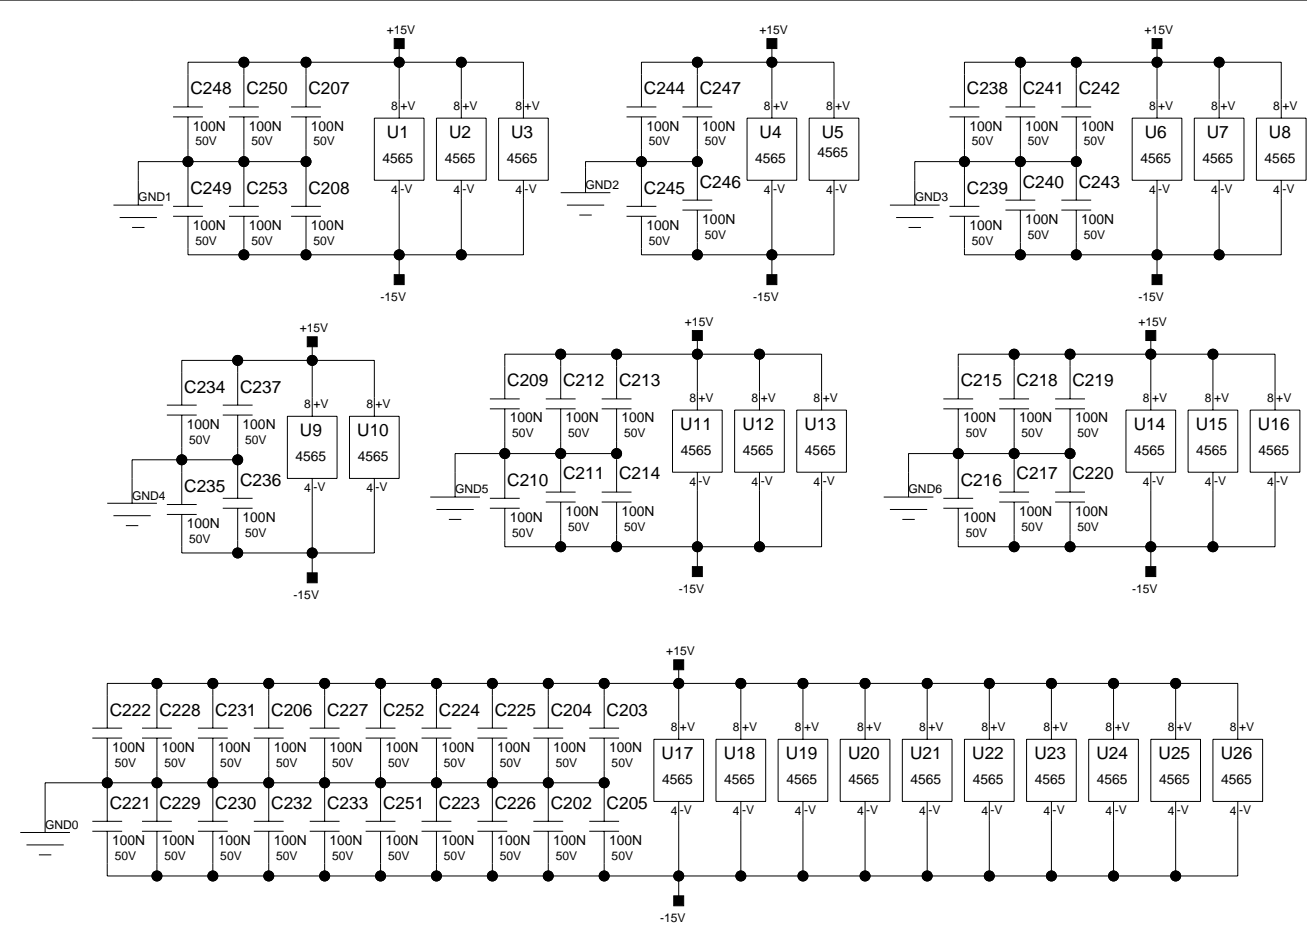 +15V
C248 C250 C207
8 +V 8 +V 8 +V
100N 100N 100N
50V 50V 50V
U1 U2 U3
4565 4565 4565
4 -V 4 -V 4 -V
GND1
C249 C253 C208
100N 100N 100N
50V 50V 50V
-15V
+15V
C244 C247
8 +V 8 +V
100N 100N
50V 50V
U4 U5
4565 4565
4 -V 4 -V
GND2
C245 C246
100N 100N
50V 50V
-15V
+15V
C238 C241 C242
8 +V 8 +V 8 +V
100N 100N 100N
50V 50V 50V
U6 U7 U8
4565 4565 4565
4 -V 4 -V 4 -V
GND3
C239 C240 C243
100N 100N 100N
50V 50V 50V
-15V
+15V
C234 C237
8 +V 8 +V
100N 100N
50V 50V
U9 U10
4565 4565
4 -V 4 -V
GND4
C235 C236
100N 100N
50V 50V
-15V
+15V
C209 C212 C213
8 +V 8 +V 8 +V
100N 100N 100N
50V 50V 50V
U11 U12 U13
4565 4565 4565
4 -V 4 -V 4 -V
GND5
C210 C211 C214
100N 100N 100N
50V 50V 50V
-15V
+15V
C215 C218 C219
8 +V 8 +V 8 +V
100N 100N 100N
50V 50V 50V
U14 U15 U16
4565 4565 4565
4 -V 4 -V 4 -V
GND6
C216 C217 C220
100N 100N 100N
50V 50V 50V
-15V
+15V
C222 C228 C231 C206 C227 C252 C224 C225 C204 C203
8 +V 8 +V 8 +V 8 +V 8 +V 8 +V 8 +V 8 +V 8 +V 8 +V
100N 100N 100N 100N 100N 100N 100N 100N 100N 100N
50V 50V 50V 50V 50V 50V 50V 50V 50V 50V
U17 U18 U19 U20 U21 U22 U23 U24 U25 U26
4565 4565 4565 4565 4565 4565 4565 4565 4565 4565
4 -V 4 -V 4 -V 4 -V 4 -V 4 -V 4 -V 4 -V 4 -V 4 -V
GND0
C221 C229 C230 C232 C233 C251 C223 C226 C202 C205
100N 100N 100N 100N 100N 100N 100N 100N 100N 100N
50V 50V 50V 50V 50V 50V 50V 50V 50V 50V
-15V